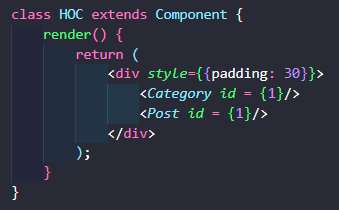 class HOC extends Component {
    render() {
        return (
            <div style={{padding: 30}}>
                <Category id = {1}/>
                <Post id = {1}/>
            </div>
        );
    }
}